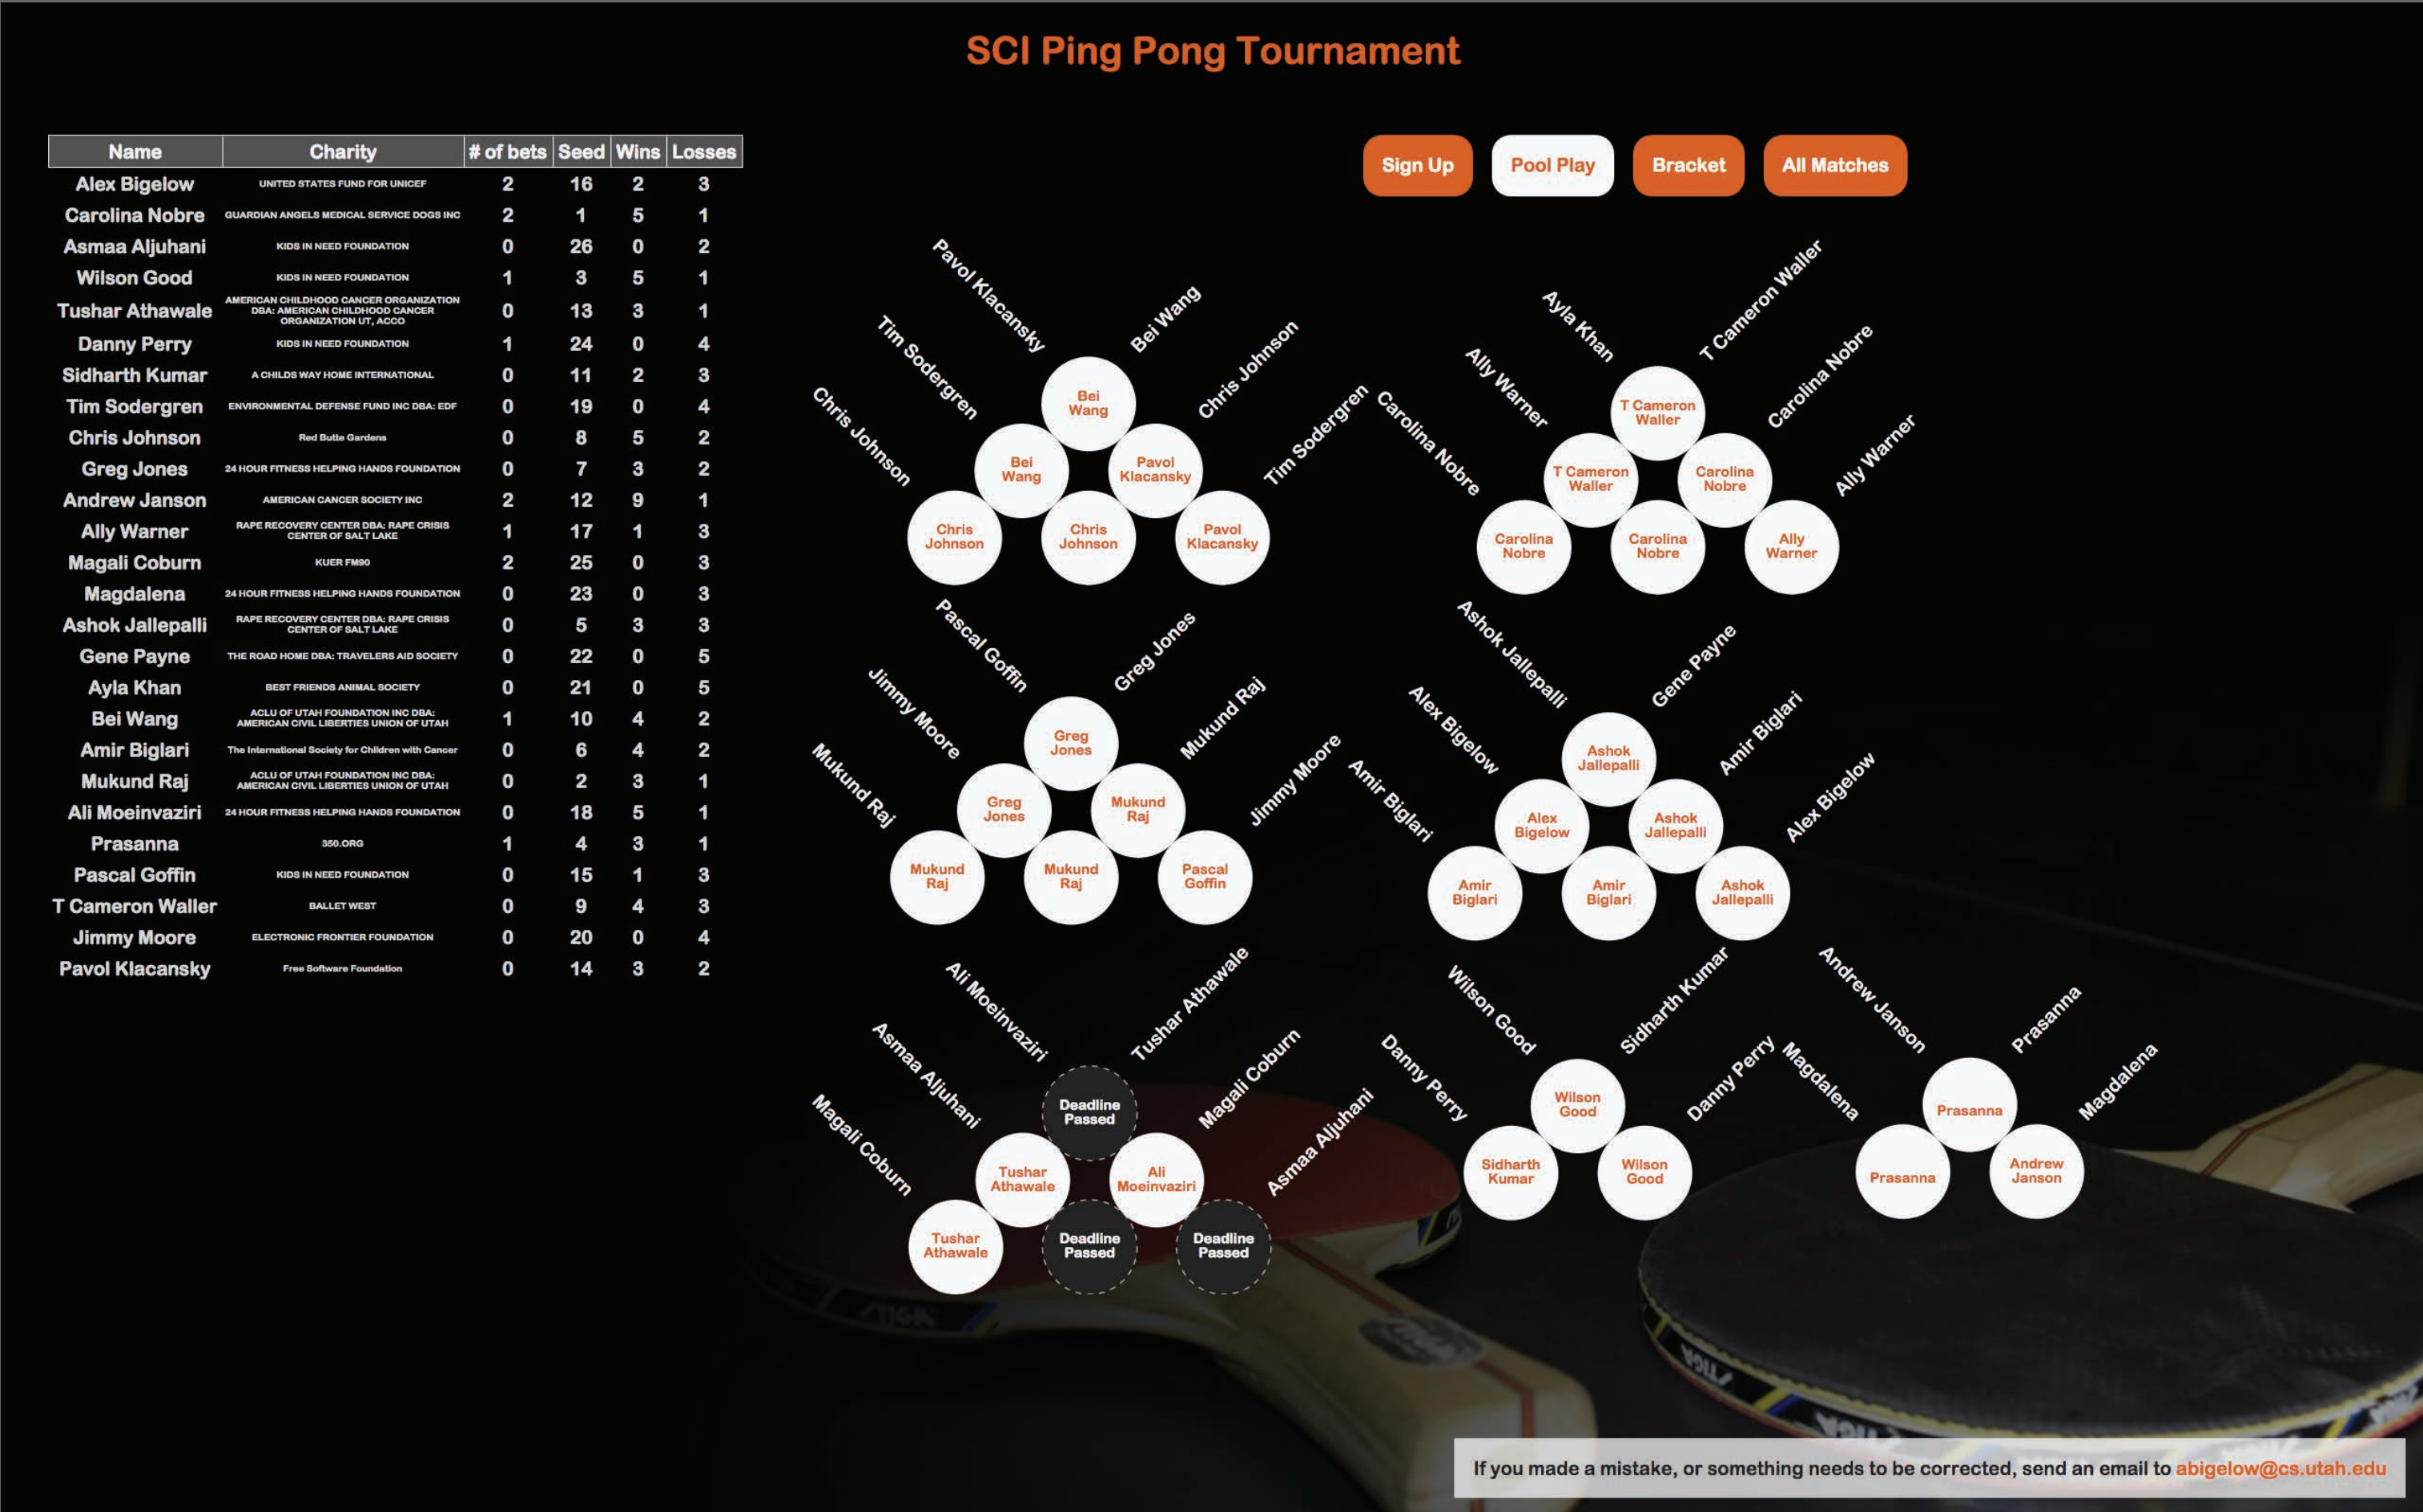 SCI Ping Pong Tournament
Name Charity # of bets Seed Wins Losses
Alex Bigelow UNITED STATES FUND FOR UNICEF 2 16 2 3
Carolina Nobre GUARDIAN ANGELS MEDICAL SERVICE DOGS INC 2 1 5 1
Asmaa Aljuhani KIDS IN NEED FOUNDATION 0 26 0 2
Wilson Good KIDS IN NEED FOUNDATION 1 3 5 1
AMERICAN CHILDHOOD CANCER ORGANIZATION
Tushar Athawale DBA: AMERICAN CHILDHOOD CANCER 0 13 3 1
ORGANIZATION UT, ACCO
Danny Perry KIDS IN NEED FOUNDATION 1 24 0 4
Sidharth Kumar A CHILDS WAY HOME INTERNATIONAL 0 11 2 3
Tim Sodergren ENVIRONMENTAL DEFENSE FUND INC DBA: EDF 0 19 0 4
Chris Johnson Red Butte Gardens 0 8 5 2
Greg Jones 24 HOUR FITNESS HELPING HANDS FOUNDATION 0 7 3 2
Andrew Janson AMERICAN CANCER SOCIETY INC 2 12 9 1
Ally Warner RAPE RECOVERY CENTER DBA: RAPE CRISIS 1 17 1 3
CENTER OF SALT LAKE
Magali Coburn KUER FM90 2 25 0 3
Magdalena 24 HOUR FITNESS HELPING HANDS FOUNDATION 0 23 0 3
Ashok Jallepalli RAPE RECOVERY CENTER DBA: RAPE CRISIS 0 5 3 3
CENTER OF SALT LAKE
Gene Payne THE ROAD HOME DBA: TRAVELERS AID SOCIETY 0 22 0 5
Ayla Khan BEST FRIENDS ANIMAL SOCIETY 0 21 0 5
Bei Wang ACLU OF UTAH FOUNDATION INC DBA: 1 10 4 2
AMERICAN CIVIL LIBERTIES UNION OF UTAH
Amir Biglari The International Society for Children with Cancer 0 6 4 2
Mukund Raj ACLU OF UTAH FOUNDATION INC DBA: 0 2 3 1
AMERICAN CIVIL LIBERTIES UNION OF UTAH
Ali Moeinvaziri 24 HOUR FITNESS HELPING HANDS FOUNDATION 0 18 5 1
Prasanna 350.ORG 1 4 3 1
Pascal Goffin KIDS IN NEED FOUNDATION 0 15 1 3
T Cameron Waller BALLET WEST 0 9 4 3
Jimmy Moore ELECTRONIC FRONTIER FOUNDATION 0 20 0 4
Pavol Klacansky Free Software Foundation 0 14 3 2
Sign Up
Pool Play
Bracket
All Matches
Chris Johnson
Tim Sodergren
Pavol Klacansky
Bei Wang
Chris Johnson
Tim Sodergren
Bei
Wang
Bei
Wang
Pavol
Klacansky
Chris
Johnson
Chris
Johnson
Pavol
Klacansky
Carolina Nobre
Ally Warner
Ayla Khan
T Cameron Waller
Carolina Nobre
Ally Warner
T Cameron
Waller
T Cameron
Waller
Carolina
Nobre
Carolina
Nobre
Carolina
Nobre
Ally
Warner
Mukund Raj
Jimmy Moore
Pascal Goffin
Greg Jones
Mukund Raj
Jimmy Moore
Greg
Jones
Greg
Jones
Mukund
Raj
Mukund
Raj
Mukund
Raj
Pascal
Goffin
Amir Biglari
Alex Bigelow
Ashok Jallepalli
Gene Payne
Amir Biglari
Alex Bigelow
Ashok
Jallepalli
Alex
Bigelow
Ashok
Jallepalli
Amir
Biglari
Amir
Biglari
Ashok
Jallepalli
Magali Coburn
Asmaa Aljuhani
Ali Moeinvaziri
Tushar Athawale
Magali Coburn
Asmaa Aljuhani
Deadline
Passed
Tushar
Athawale
Ali
Moeinvaziri
Tushar
Athawale
Deadline
Passed
Deadline
Passed
Danny Perry
Wilson Good
Sidharth Kumar
Danny Perry
Wilson
Good
Sidharth
Kumar
Wilson
Good
Magdalena
Andrew Janson
Prasanna
Magdalena
Prasanna
Prasanna
Andrew
Janson
STIGA
STIGA
STIGA
If you made a mistake, or something needs to be corrected, send an email to abigelow@cs.utah.edu